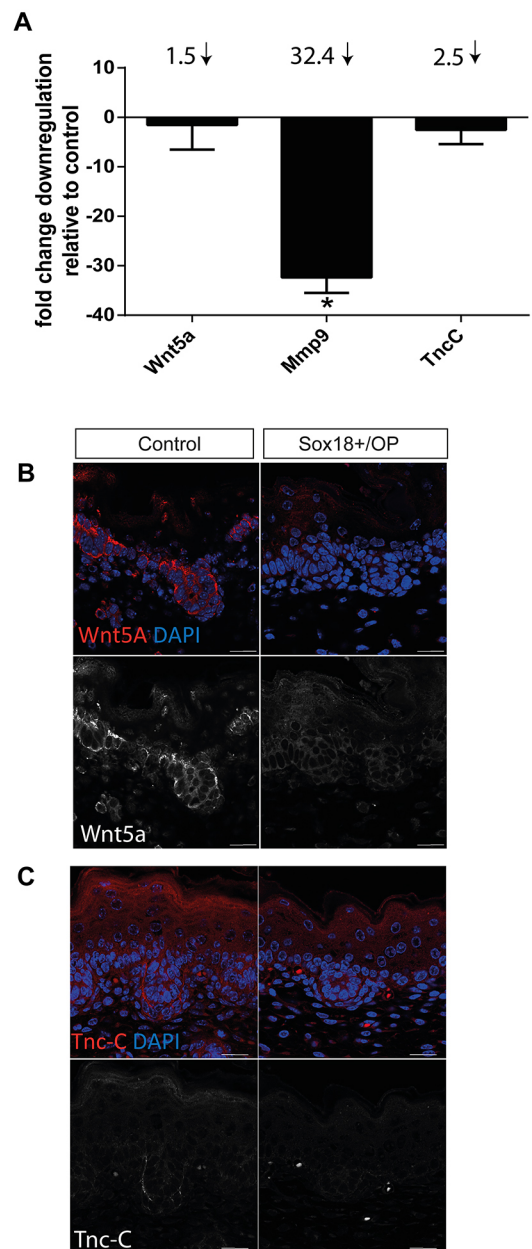 A
1.5 ↓ 32.4 ↓ 2.5 ↓
fold change downregulation
relative to control
10
0
-10
-20
-30
-40
*
Wnt5a Mmp9 TncC
Control Sox18+/OP
B
Wnt5A DAPI
Wnt5a
C
Tnc-C DAPI
Tnc-C